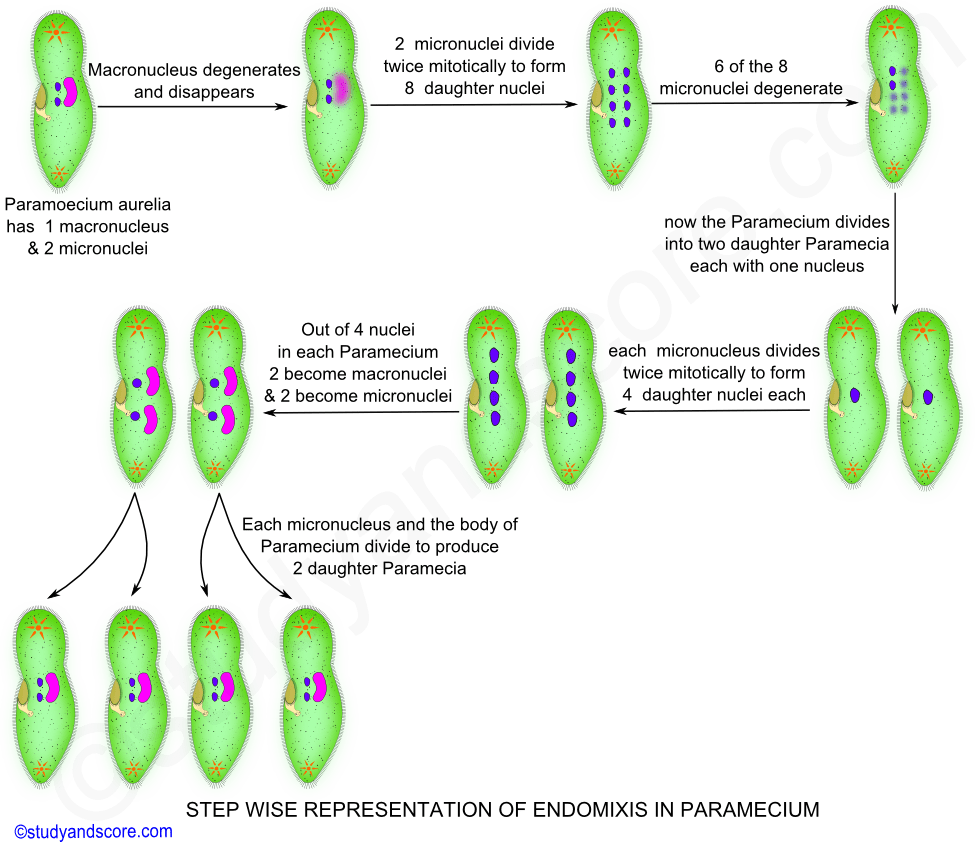 Macronucleus degenerates
and disappears
2 micronuclei divide
twice mitotically to form
8 daughter nuclei
6 of the 8
micronuclei degenerate
Paramoecium aurelia
has 1 macronucleus
& 2 micronuclei
now the Paramecium divides
into two daughter Paramecia
each with one nucleus
each micronucleus divides
twice mitotically to form
4 daughter nuclei each
Out of 4 nuclei
in each Paramecium
2 become macronuclei
& 2 become micronuclei
Each micronucleus and the body of
Paramecium divide to produce
2 daughter Paramecia
STEP WISE REPRESENTATION OF ENDOMIXIS IN PARAMECIUM
©studyandscore.com
©studyandscore.com